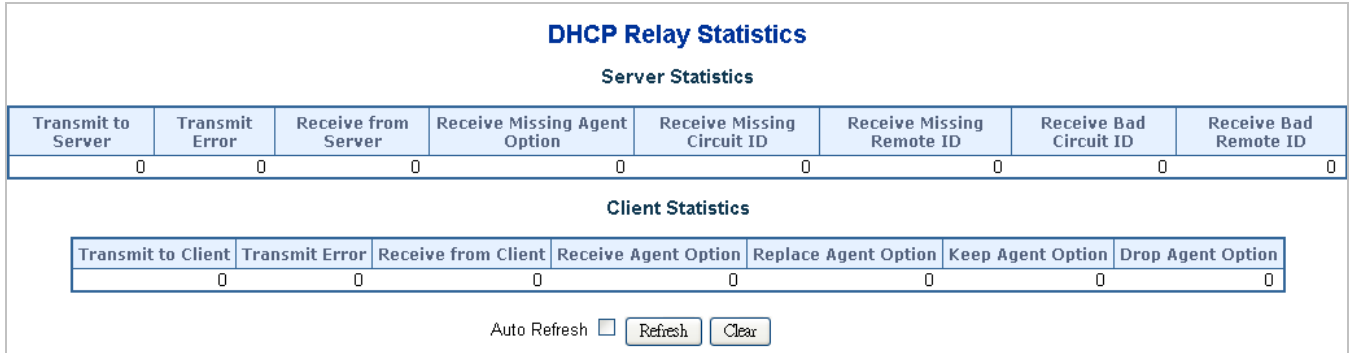 DHCP Relay Statistics
Server Statistics
Transmit to Server Transmit Error Receive from Server Receive Missing Agent Option Receive Missing Circuit ID Receive Missing Remote ID Receive Bad Circuit ID Receive Bad Remote ID
0 0 0 0 0 0 0 0
Client Statistics
Transmit to Client Transmit Error Receive from Client Receive Agent Option Replace Agent Option Keep Agent Option Drop Agent Option
0 0 0 0 0 0 0
Auto Refresh Refresh Clear